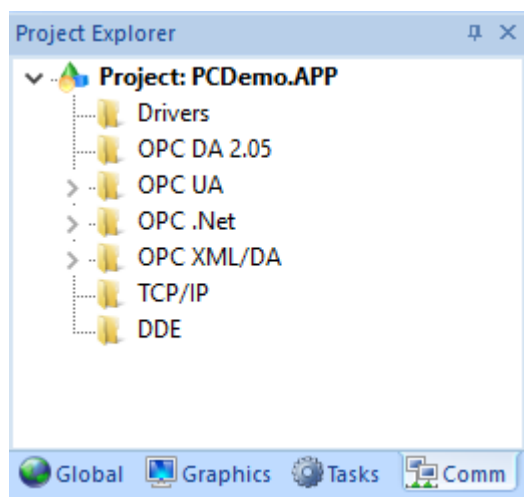 Project Explorer
Project: PCDemo.APP
Drivers
OPC DA 2.05
OPC UA
OPC .Net
OPC XML/DA
TCP/IP
DDE
Global Graphics Tasks Comm